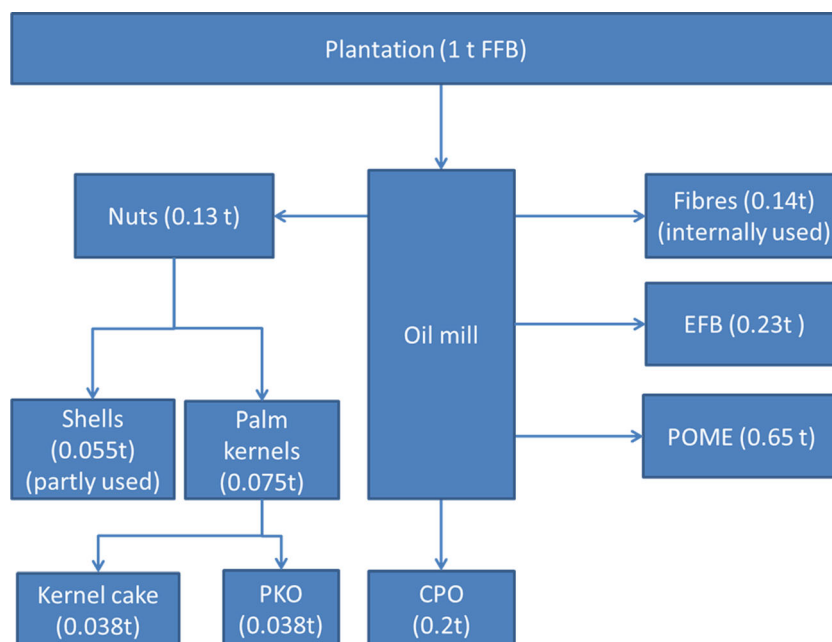 Plantation (1 t FFB)
Nuts (0.13 t)
Fibres (0.14t)
(internally used)
EFB (0.23t )
Oil mill
POME (0.65 t)
Shells
(0.055t)
(partly used)
Palm
kernels
(0.075t)
Kernel cake
(0.038t)
PKO
(0.038t)
CPO
(0.2t)